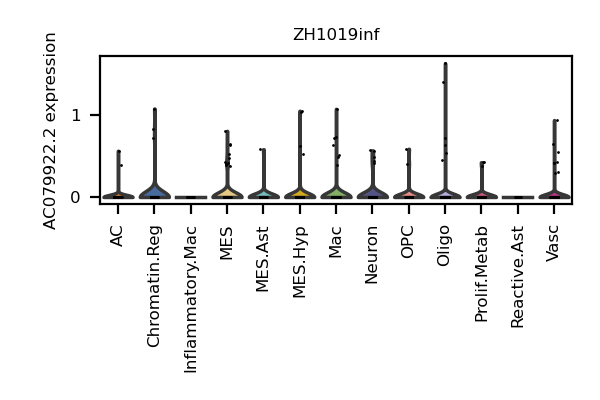 ZH1019inf
AC079922.2 expression
1
0
AC
Chromatin.Reg
Inflammatory.Mac
MES
MES.Ast
MES.Hyp
Mac
Neuron
OPC
Oligo
Prolif.Metab
Reactive.Ast
Vasc